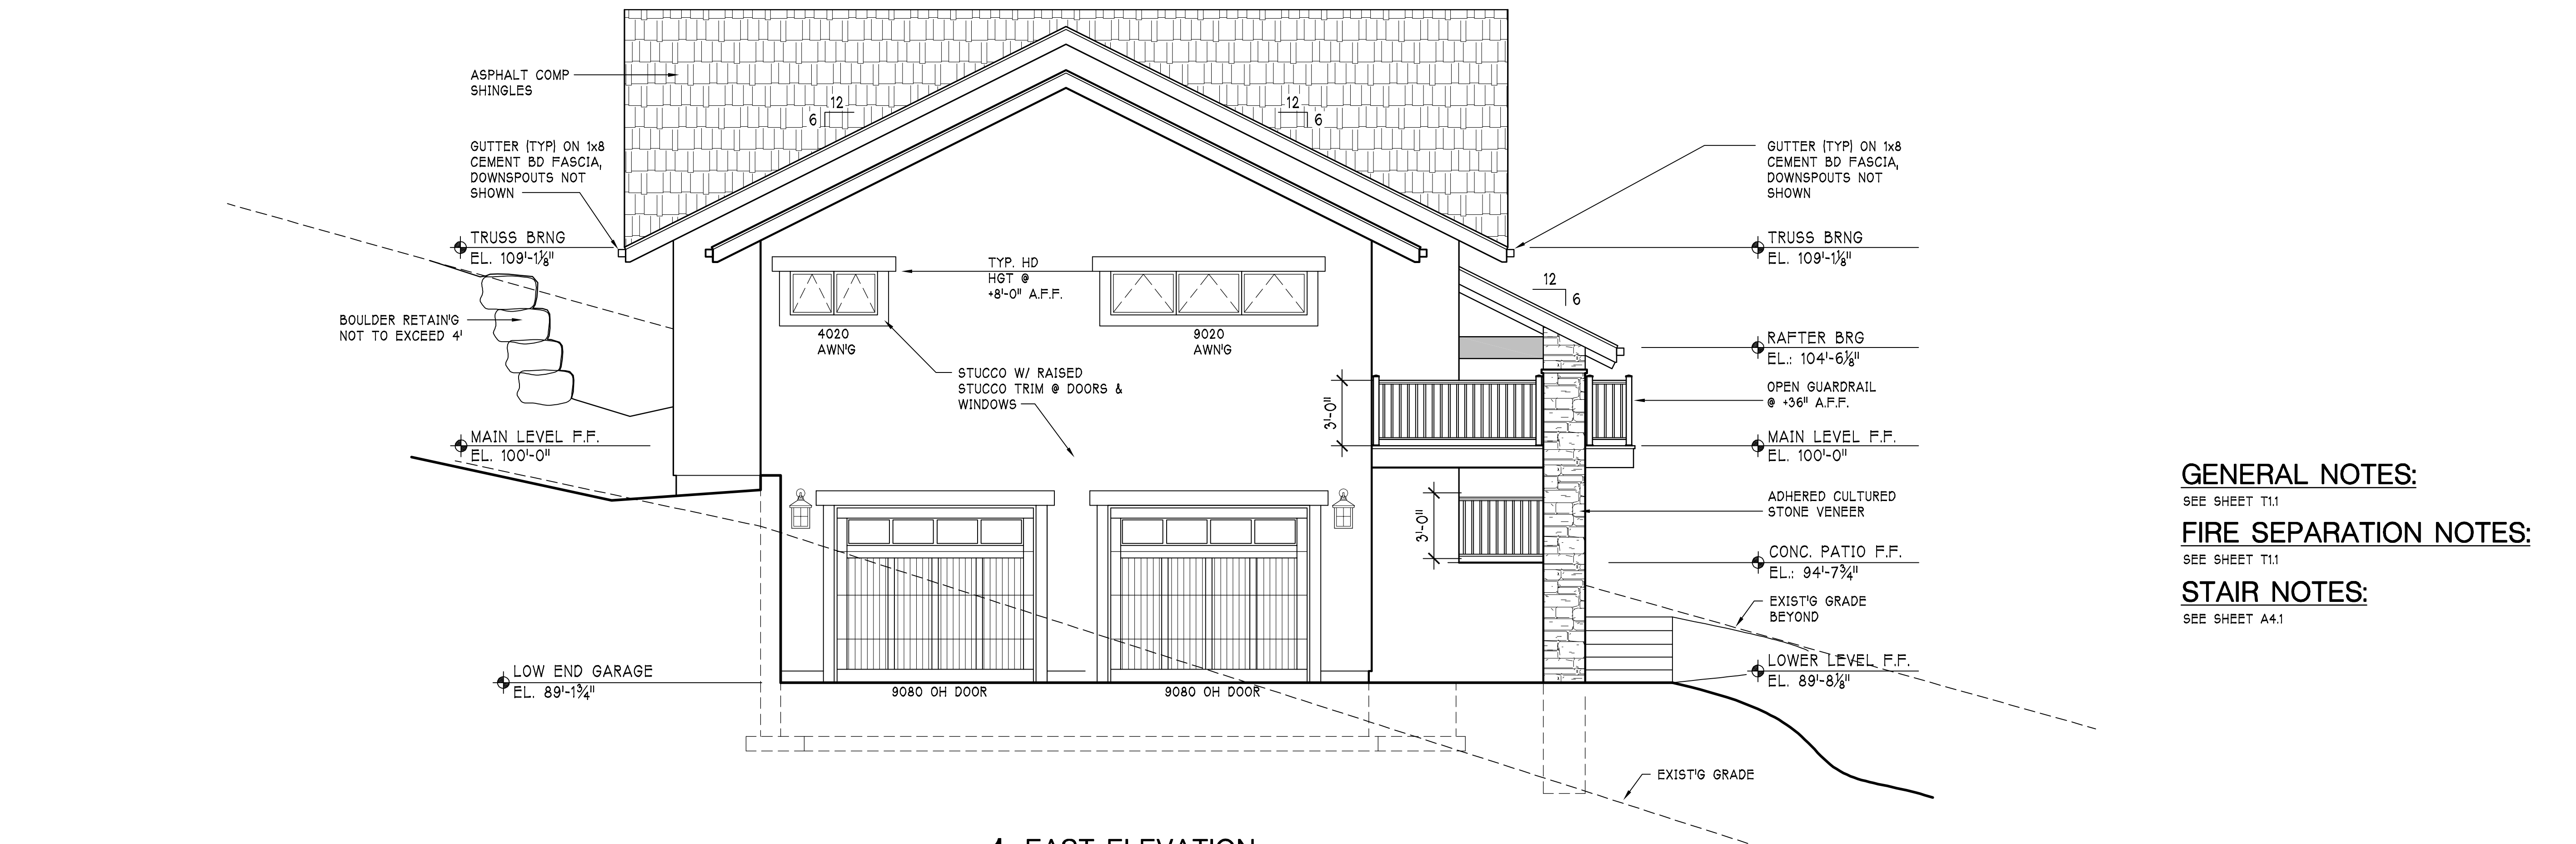 ASPHALT COMP
SHINGLES
12
6
12
6
GUTTER (TYP) ON 1x8
CEMENT BD FASCIA,
DOWNSPOUTS NOT
SHOWN
GUTTER (TYP) ON 1x8
CEMENT BD FASCIA,
DOWNSPOUTS NOT
SHOWN
TRUSS BRNG
EL. 109'-1⅛"
TRUSS BRNG
EL. 109'-1⅛"
TYP. HD
HGT @
+8'-0" A.F.F.
12
6
BOULDER RETAIN'G
NOT TO EXCEED 4'
4020
AWN'G
9020
AWN'G
RAFTER BRG
EL.: 104'-6⅛"
STUCCO W/ RAISED
STUCCO TRIM @ DOORS &
WINDOWS
3'-0"
OPEN GUARDRAIL
@ +36" A.F.F.
MAIN LEVEL F.F.
EL. 100'-0"
MAIN LEVEL F.F.
EL. 100'-0"
ADHERED CULTURED
STONE VENEER
3'-0"
CONC. PATIO F.F.
EL.: 94'-7¾"
EXIST'G GRADE
BEYOND
LOW END GARAGE
EL. 89'-1¾"
LOWER LEVEL F.F.
EL. 89'-8⅛"
9080 OH DOOR
9080 OH DOOR
EXIST'G GRADE
GENERAL NOTES:
SEE SHEET T1.1
FIRE SEPARATION NOTES:
SEE SHEET T1.1
STAIR NOTES:
SEE SHEET A4.1
4 EAST ELEVATION